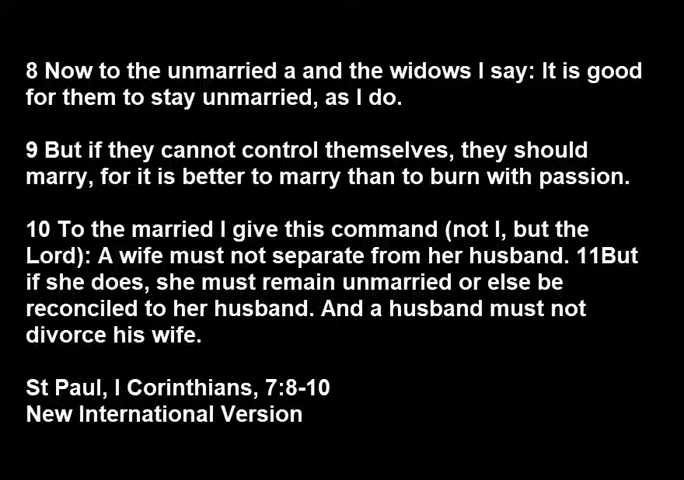 8 Now to the unmarried a and the widows I say: It is good
for them to stay unmarried, as I do.
9 But if they cannot control themselves, they should
marry, for it is better to marry than to burn with passion.
10 To the married I give this command (not I, but the
Lord): A wife must not separate from her husband. 11But
if she does, she must remain unmarried or else be
reconciled to her husband. And a husband must not
divorce his wife.
St Paul, I Corinthians, 7:8-10
New International Version